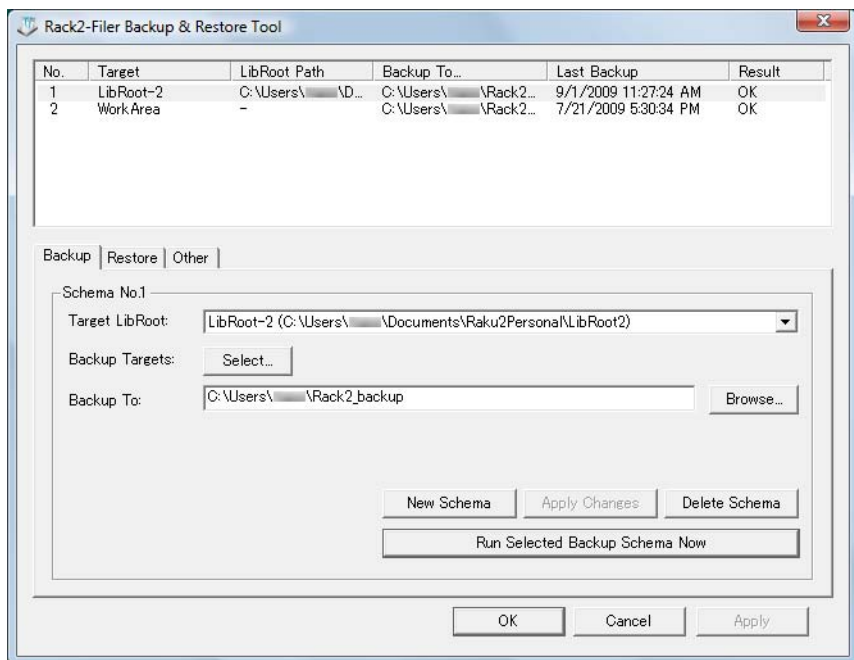 Rack2-Filer Backup & Restore Tool
No. Target LibRoot Path Backup To... Last Backup Result
1 LibRoot-2 C:\Users\ \D... C:\Users\ \Rack2... 9/1/2009 11:27:24 AM OK
2 WorkArea - C:\Users\ \Rack2... 7/21/2009 5:30:34 PM OK
Backup Restore Other
Schema No.1
Target LibRoot: LibRoot-2 (C:\Users\ \Documents\Raku2Personal\LibRoot2)
Backup Targets: Select...
Backup To: C:\Users\ \Rack2_backup Browse...
New Schema Apply Changes Delete Schema
Run Selected Backup Schema Now
OK Cancel Apply